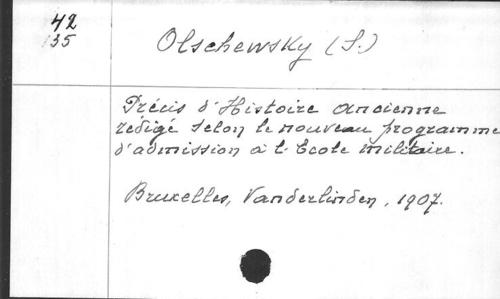 42
135
Olschewsky (S.)
Précis d'Histoire Ancienne
rédigé selon le nouveau programme
d'admission à l'Ecole Militaire.
Bruxelles, Vanderlinden, 1907.